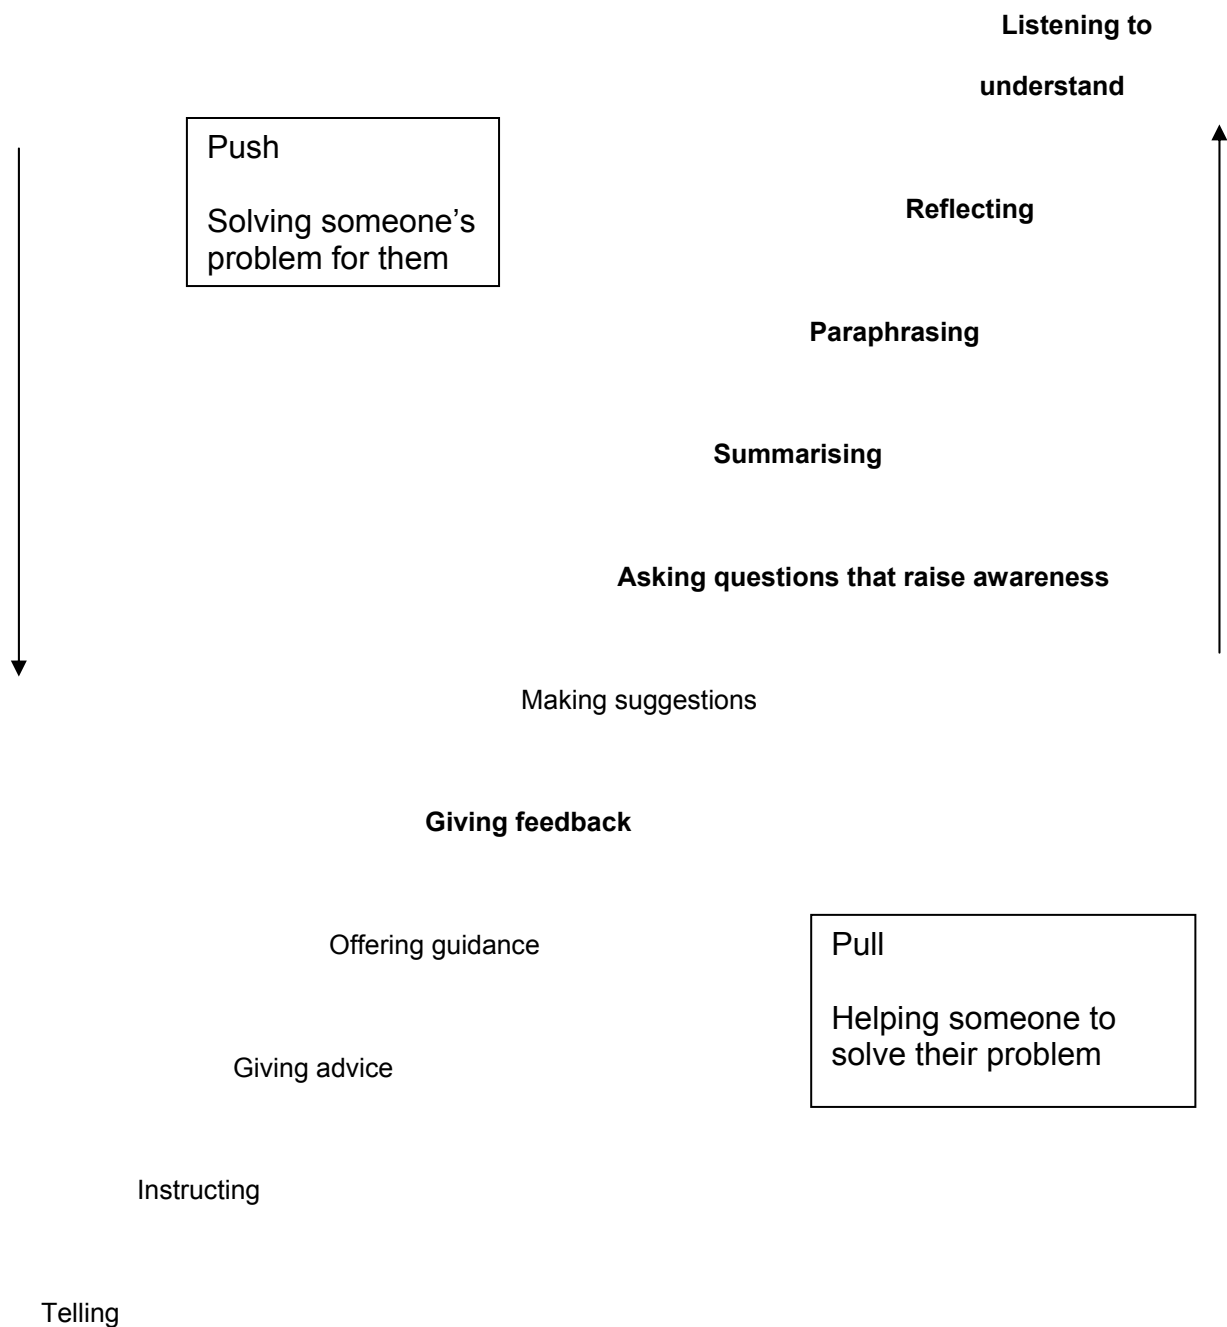 Listening to
understand
Push
Solving someone’s
problem for them
Reflecting
Paraphrasing
Summarising
Asking questions that raise awareness
Making suggestions
Giving feedback
Offering guidance
Pull
Helping someone to
solve their problem
Giving advice
Instructing
Telling